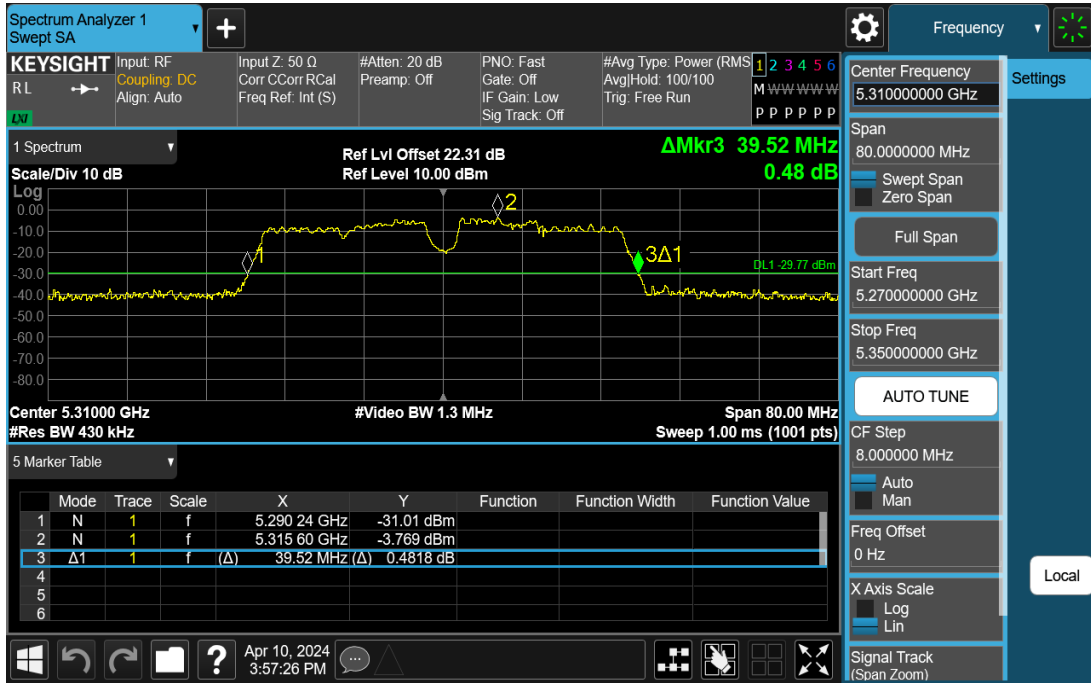 Spectrum Analyzer 1
Swept SA
+
Frequency
KEYSIGHT
Input: RF
Input Z: 50 Ω
#Atten: 20 dB
PNO: Fast
#Avg Type: Power (RMS
1 2 3 4 5 6
R L
Coupling: DC
Corr CCorr RCal
Preamp: Off
Gate: Off
Avg|Hold: 100/100
M W W W W W
Align: Auto
Freq Ref: Int (S)
IF Gain: Low
Trig: Free Run
LXI
Sig Track: Off
P P P P P P
1 Spectrum
Ref Lvl Offset 22.31 dB
ΔMkr3 39.52 MHz
Scale/Div 10 dB
Ref Level 10.00 dBm
0.48 dB
Log
0.00
-10.0
-20.0
-30.0
-40.0
-50.0
-60.0
-70.0
-80.0
1
2
3Δ1
DL1 -29.77 dBm
Center 5.31000 GHz
#Video BW 1.3 MHz
Span 80.00 MHz
#Res BW 430 kHz
Sweep 1.00 ms (1001 pts)
5 Marker Table
Mode Trace Scale X Y Function Function Width Function Value
1 N 1 f 5.290 24 GHz -31.01 dBm
2 N 1 f 5.315 60 GHz -3.769 dBm
3 Δ1 1 f (Δ) 39.52 MHz (Δ) 0.4818 dB
4
5
6
?
Apr 10, 2024
3:57:26 PM
Center Frequency
5.310000000 GHz
Settings
Span
80.0000000 MHz
Swept Span
Zero Span
Full Span
Start Freq
5.270000000 GHz
Stop Freq
5.350000000 GHz
AUTO TUNE
CF Step
8.000000 MHz
Auto
Man
Freq Offset
0 Hz
Local
X Axis Scale
Log
Lin
Signal Track
(Span Zoom)